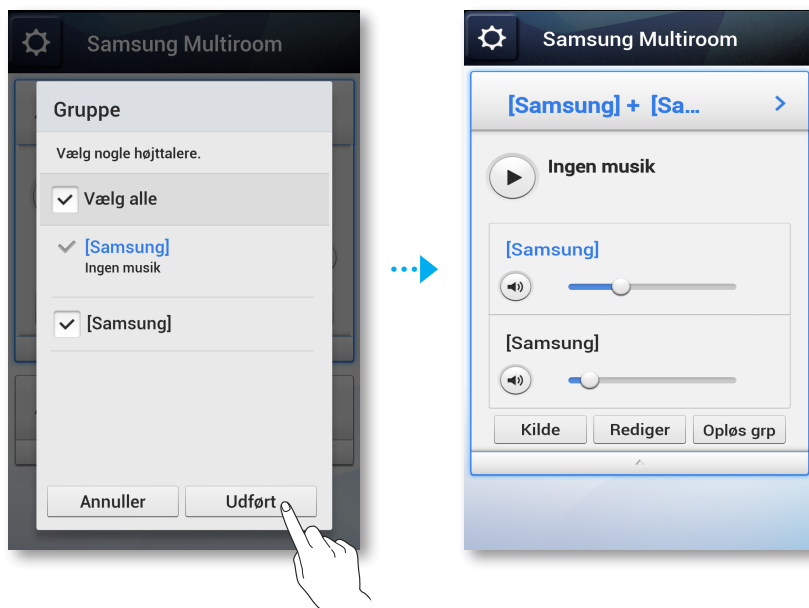 Samsung Multiroom
Gruppe
Vælg nogle højttalere.
Vælg alle
[Samsung]
Ingen musik
[Samsung]
Annuller
Udført
Samsung Multiroom
[Samsung] + [Sa...
Ingen musik
[Samsung]
[Samsung]
Kilde
Rediger
Opløs grp